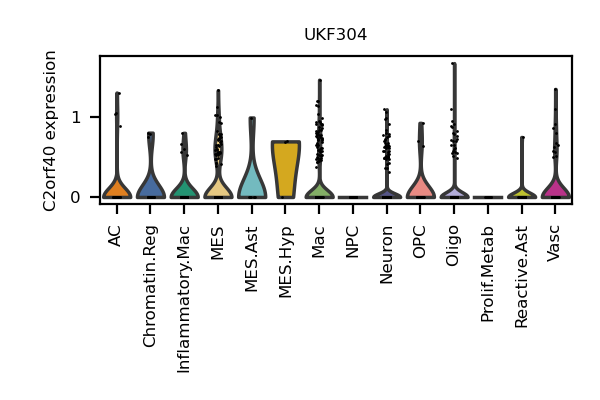 UKF304
C2orf40 expression
1
0
AC
Chromatin.Reg
Inflammatory.Mac
MES
MES.Ast
MES.Hyp
Mac
NPC
Neuron
OPC
Oligo
Prolif.Metab
Reactive.Ast
Vasc